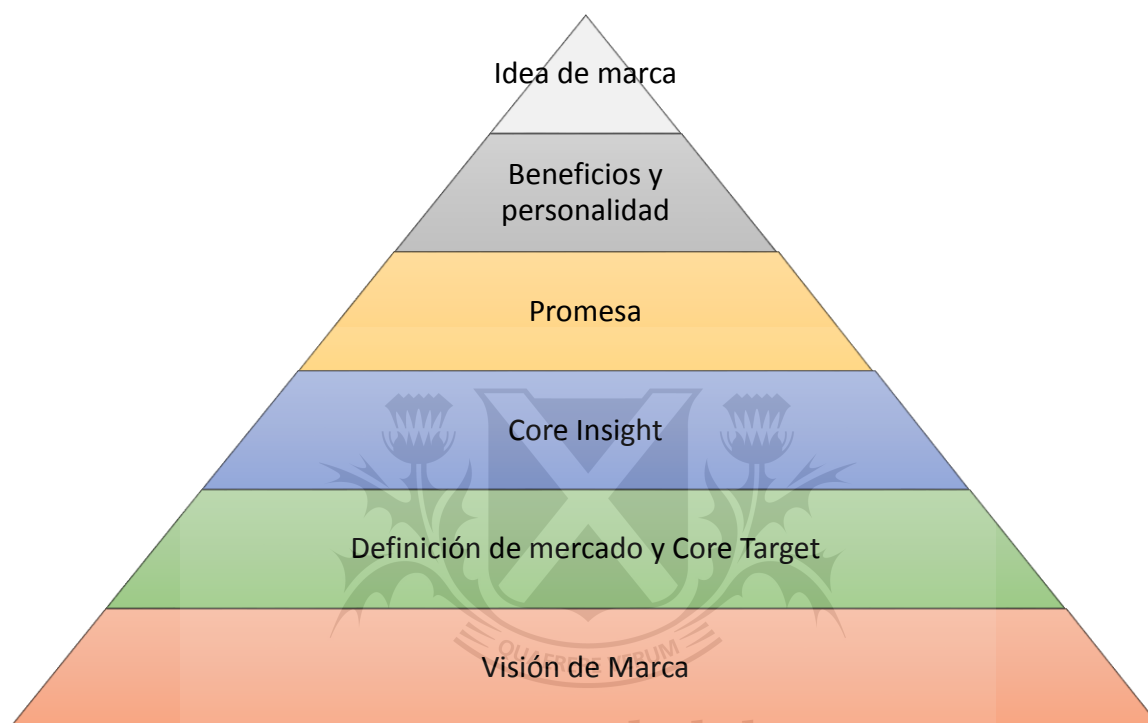 Idea de marca
Beneficios y
personalidad
Promesa
Core Insight
Definición de mercado y Core Target
Visión de Marca